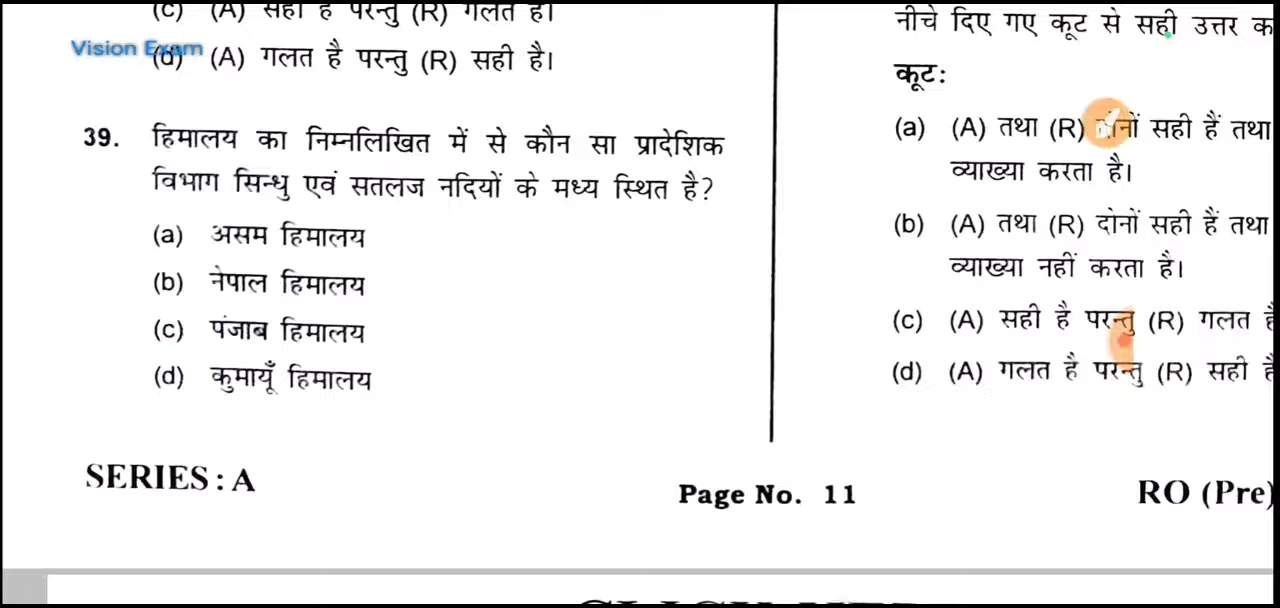 (c) (A) सही है परन्तु (R) गलत है।
Vision Exam
(d) (A) गलत है परन्तु (R) सही है।
39. हिमालय का निम्नलिखित में से कौन सा प्रादेशिक
विभाग सिन्धु एवं सतलज नदियों के मध्य स्थित है?
(a) असम हिमालय
(b) नेपाल हिमालय
(c) पंजाब हिमालय
(d) कुमायूँ हिमालय
नीचे दिए गए कूट से सही उत्तर
कूट:
(a) (A) तथा (R) दोनों सही हैं तथा
व्याख्या करता है।
(b) (A) तथा (R) दोनों सही हैं तथा
व्याख्या नहीं करता है।
(c) (A) सही है परन्तु (R) गलत
(d) (A) गलत है परन्तु (R) सही
SERIES : A
Page No. 11
RO (Pre)